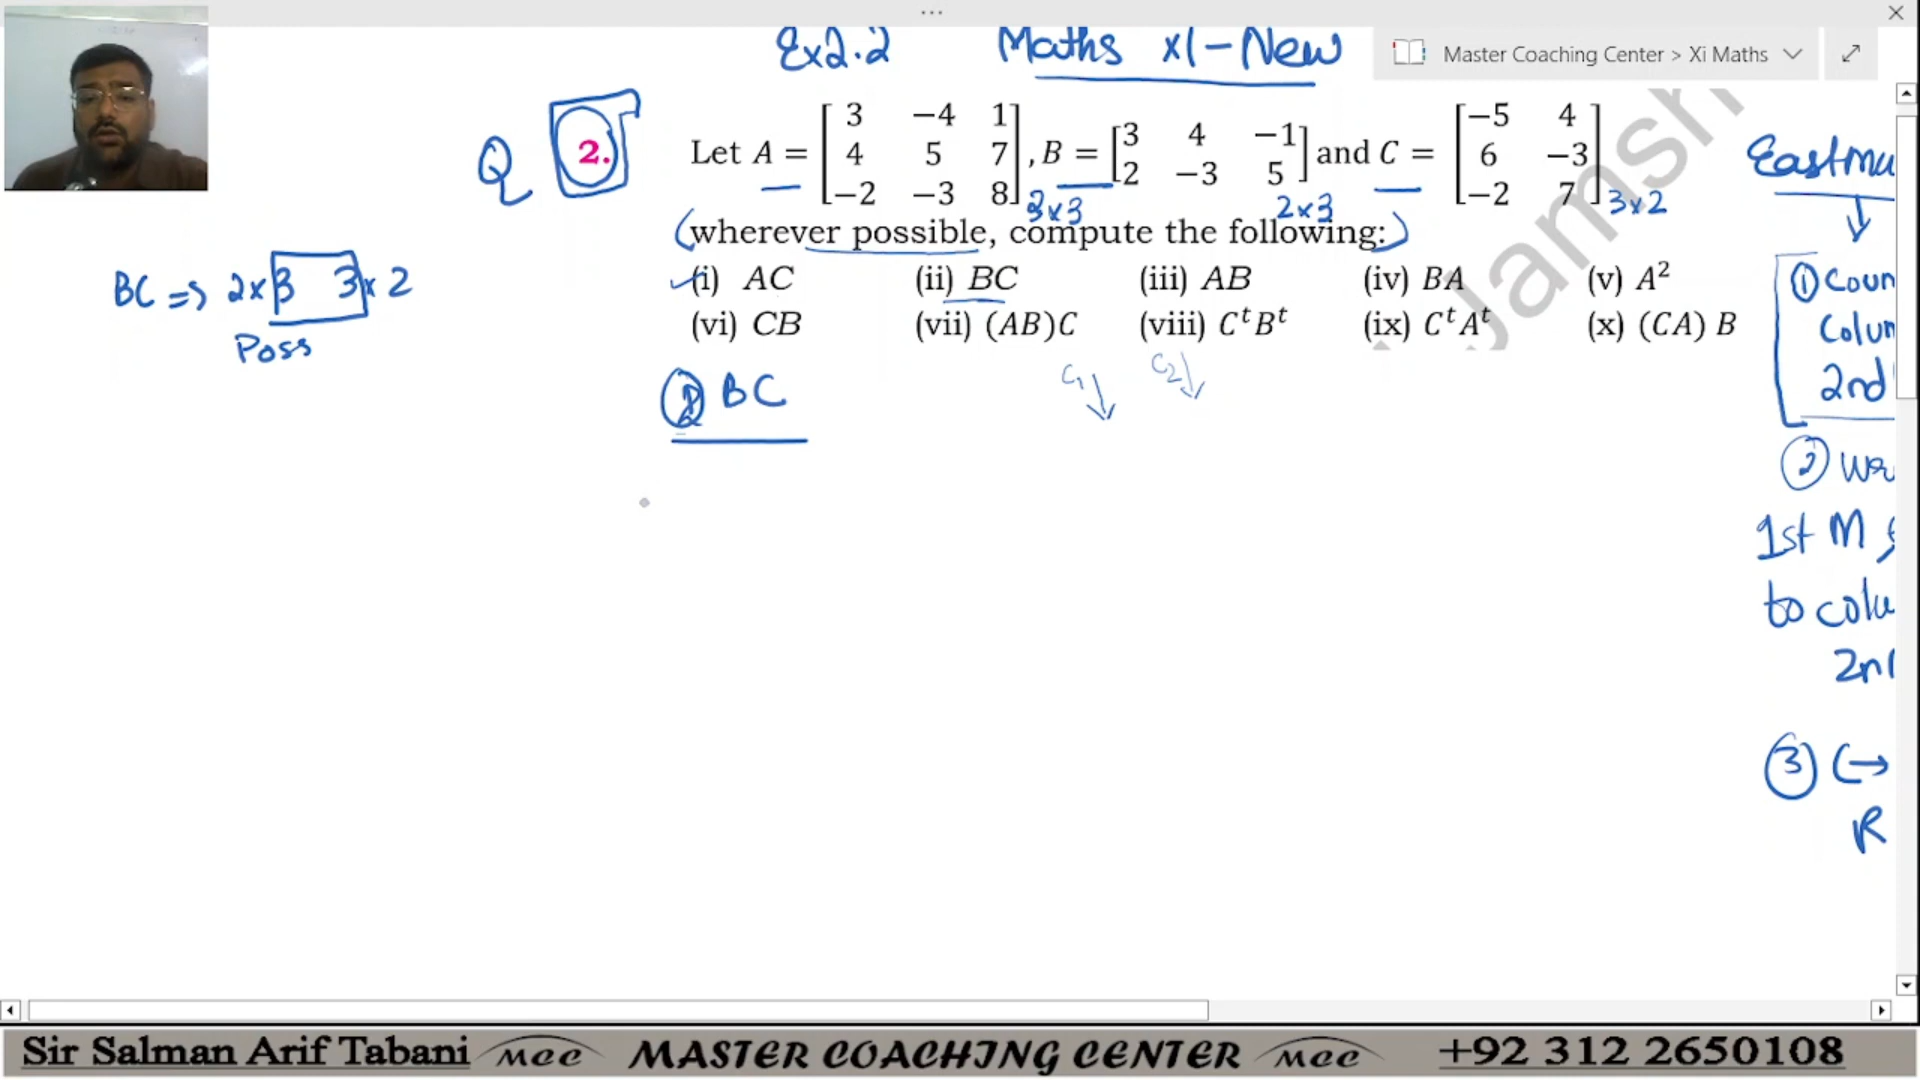 Ex2.2 Maths XI-New
Master Coaching Center > Xi Maths
Q 2.
Let A = [3 −4 1
4 5 7
−2 −3 8] 3x3 , B = [3 4 −1
2 −3 5] 2x3 and C = [−5 4
6 −3
−2 7] 3x2
(wherever possible, compute the following:)
(i) AC (ii) BC (iii) AB (iv) BA (v) A²
(vi) CB (vii) (AB)C (viii) CᵗBᵗ (ix) CᵗAᵗ (x) (CA) B
BC ⇒ 2x3 3x2
Poss
② BC
C₁ ↓ C₂ ↓
Jamsh
↓
① Coun
Colum
2nd
②
1st M
to colu
③ C→
R
Sir Salman Arif Tabani MCC MASTER COACHING CENTER MCC +92 312 2650108